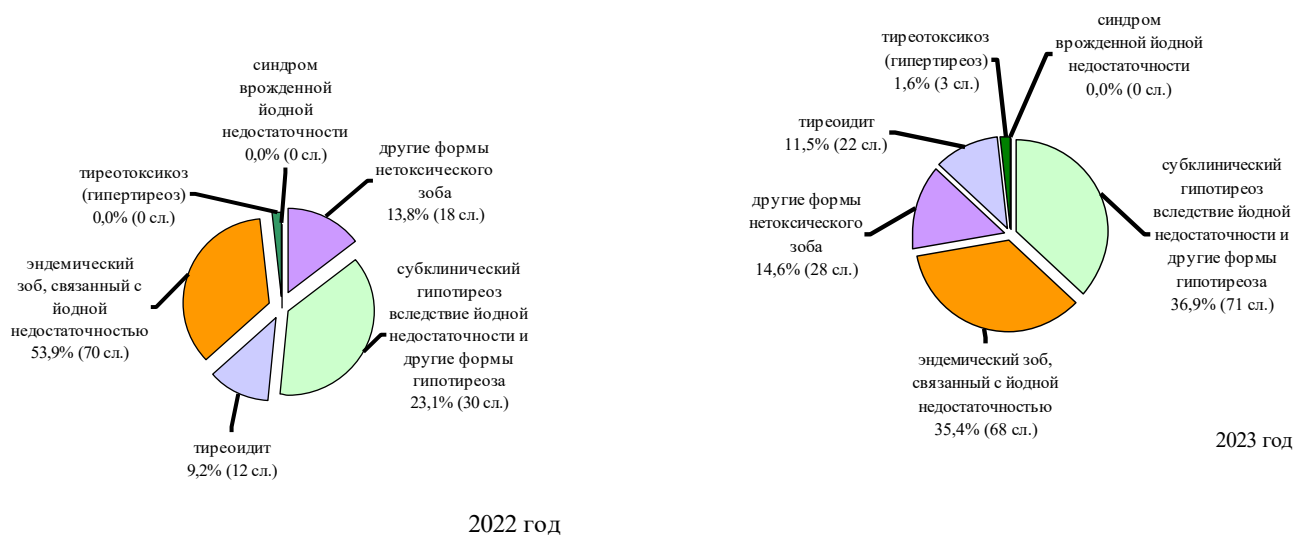 синдром
врожденной
йодной
недостаточности
0,0% (0 сл.)
другие формы
нетоксического
зоба
13,8% (18 сл.)
тиреотоксикоз
(гипертиреоз)
0,0% (0 сл.)
эндемический
зоб, связанный с
йодной
недостаточностью
53,9% (70 сл.)
субклинический
гипотиреоз
вследствие йодной
недостаточности и
другие формы
гипотиреоза
23,1% (30 сл.)
тиреоидит
9,2% (12 сл.)
2022 год
синдром
врожденной йодной
недостаточности
0,0% (0 сл.)
тиреотоксикоз
(гипертиреоз)
1,6% (3 сл.)
тиреоидит
11,5% (22 сл.)
другие формы
нетоксического
зоба
14,6% (28 сл.)
субклинический
гипотиреоз
вследствие йодной
недостаточности и
другие формы
гипотиреоза
36,9% (71 сл.)
эндемический зоб,
связанный с йодной
недостаточностью
35,4% (68 сл.)
2023 год